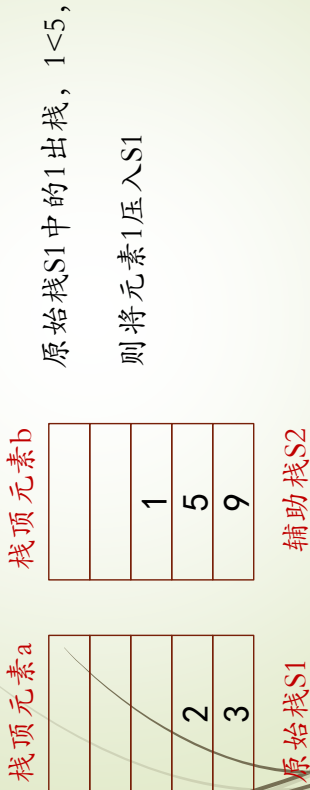 原始栈S1中的1出栈，1<5，
则将元素1压入S1
栈顶元素a
栈顶元素b
1
2
5
3
9
原始栈S1
辅助栈S2